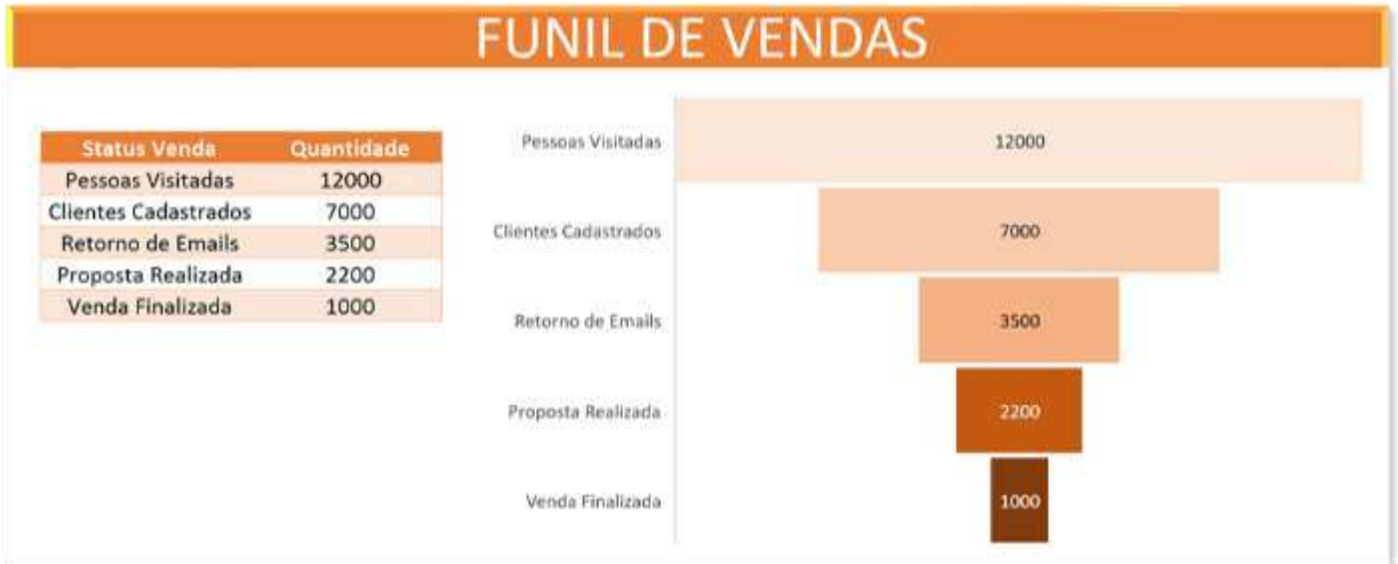 FUNIL DE VENDAS
Status Venda Quantidade
Pessoas Visitadas 12000
Clientes Cadastrados 7000
Retorno de Emails 3500
Proposta Realizada 2200
Venda Finalizada 1000
Pessoas Visitadas 12000
Clientes Cadastrados 7000
Retorno de Emails 3500
Proposta Realizada 2200
Venda Finalizada 1000